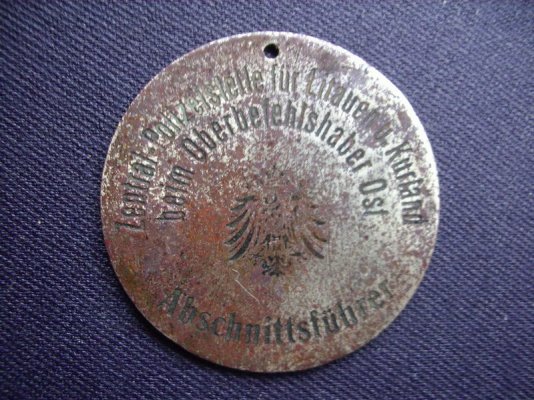 Zentral-Polizeistelle für Litauen u. Kurland
beim Oberbefehlshaber Ost
Abschnittsführer